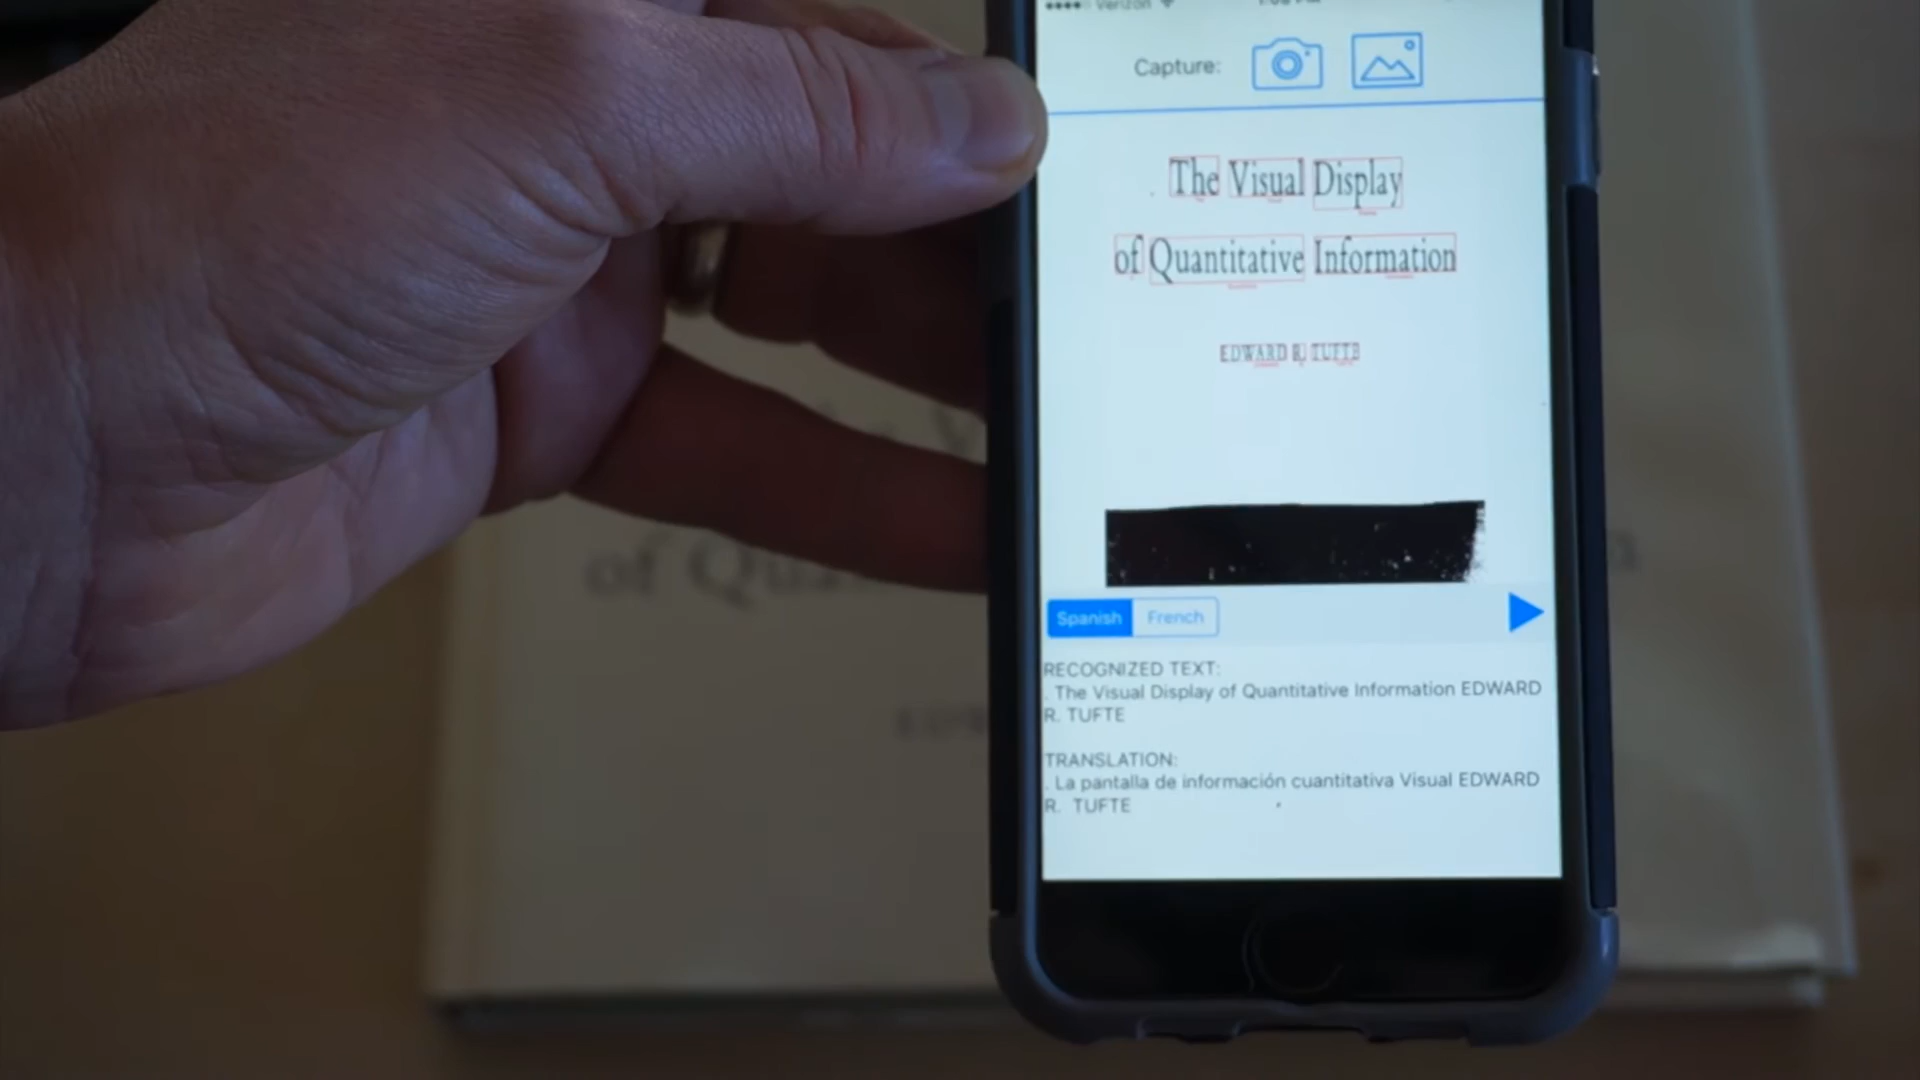 Verizon
Capture:
The Visual Display
of Quantitative Information
EDWARD R. TUFTE
Spanish French
RECOGNIZED TEXT:
. The Visual Display of Quantitative Information EDWARD
R. TUFTE
TRANSLATION:
. La pantalla de información cuantitativa Visual EDWARD
R. TUFTE
of